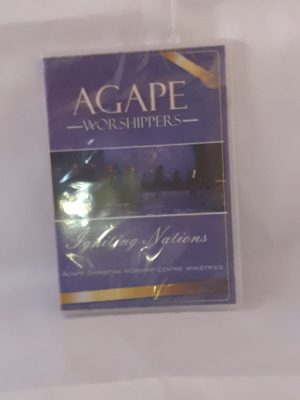 AGAPE
WORSHIPPERS
Igniting Nations
AGAPE CHRISTIAN WORSHIP CENTRE MINISTRIES